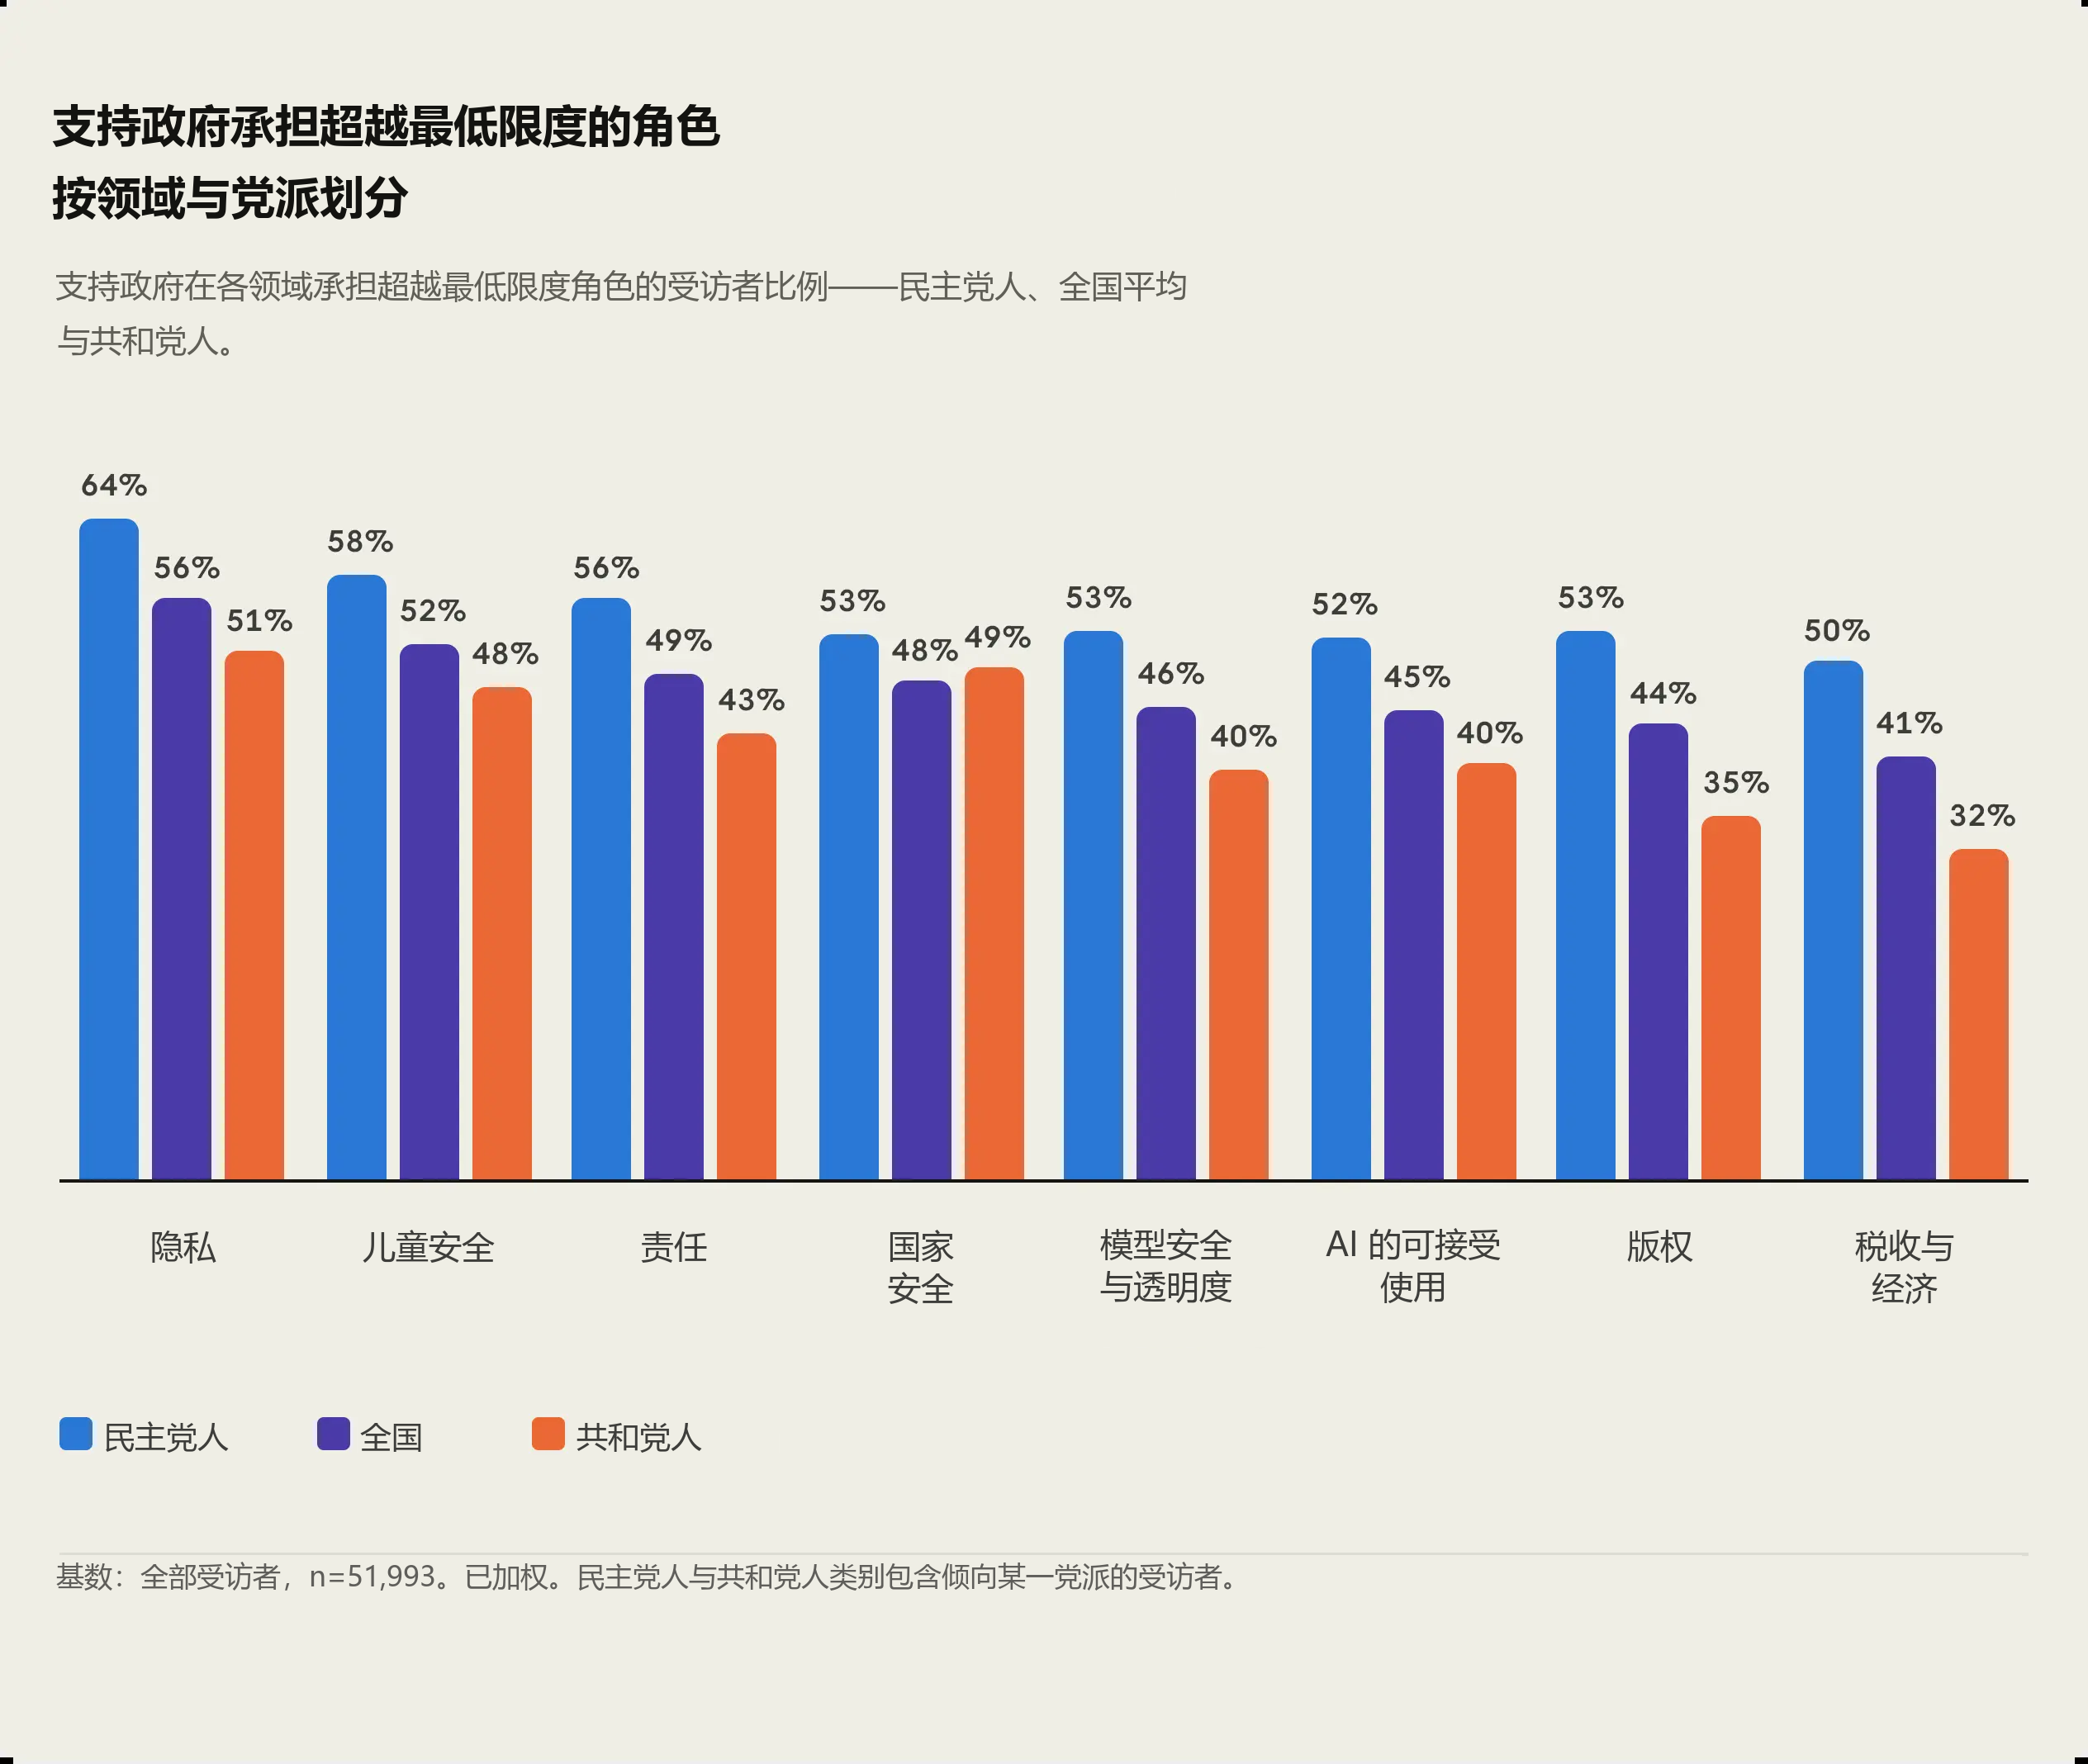 支持政府承担超越最低限度的角色
按领域与党派划分
支持政府在各领域承担超越最低限度角色的受访者比例——民主党人、全国平均
与共和党人。
64%
56%
51%
58%
52%
48%
56%
49%
43%
53%
48%
49%
53%
46%
40%
52%
45%
40%
53%
44%
35%
50%
41%
32%
隐私
儿童安全
责任
国家
安全
模型安全
与透明度
AI 的可接受
使用
版权
税收与
经济
民主党人
全国
共和党人
基数：全部受访者，n=51,993。已加权。民主党人与共和党人类别包含倾向某一党派的受访者。